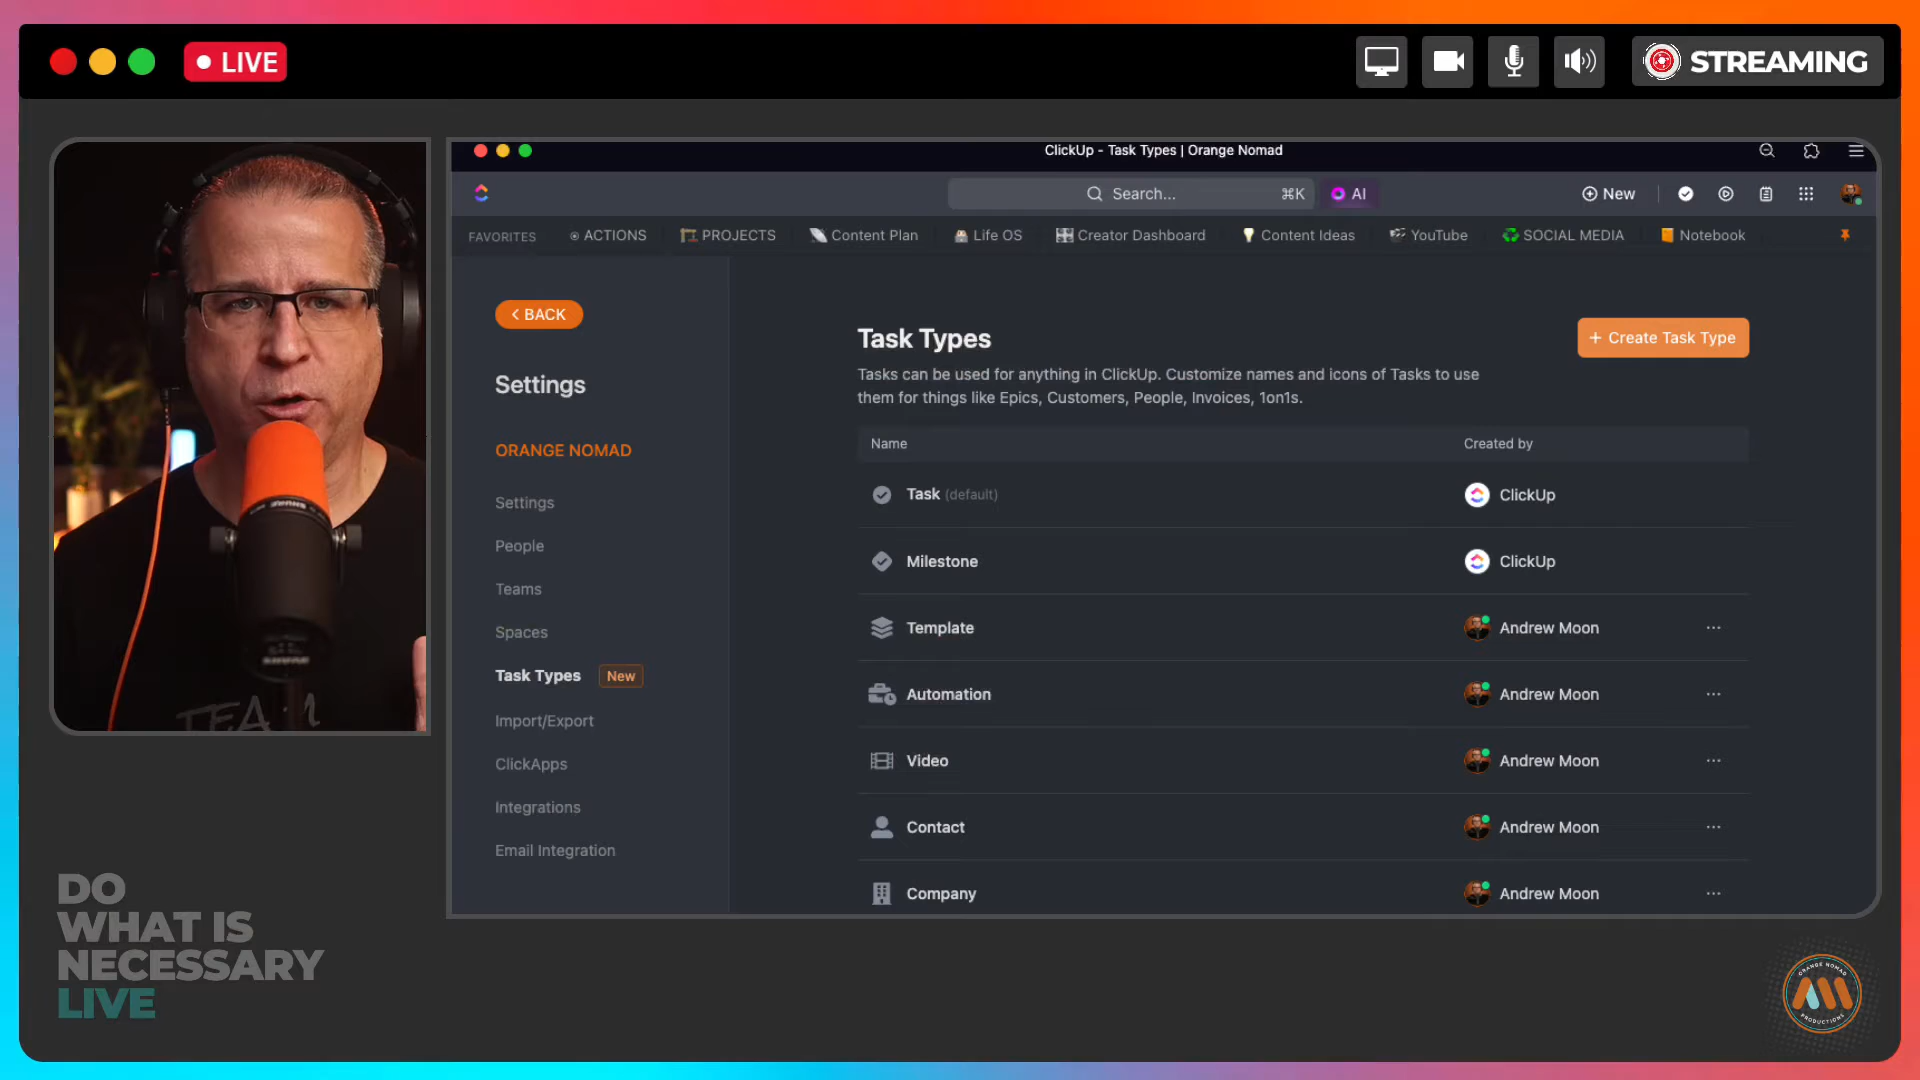 LIVE
STREAMING
ClickUp - Task Types | Orange Nomad
Search...
⌘K
AI
New
FAVORITES
ACTIONS
PROJECTS
Content Plan
Life OS
Creator Dashboard
Content Ideas
YouTube
SOCIAL MEDIA
Notebook
BACK
Settings
ORANGE NOMAD
Settings
People
Teams
Spaces
Task Types New
Import/Export
ClickApps
Integrations
Email Integration
Task Types
+ Create Task Type
Tasks can be used for anything in ClickUp. Customize names and icons of Tasks to use
them for things like Epics, Customers, People, Invoices, 1on1s.
Name Created by
Task (default) ClickUp
Milestone ClickUp
Template Andrew Moon
Automation Andrew Moon
Video Andrew Moon
Contact Andrew Moon
Company Andrew Moon
TEAM
DO
WHAT IS
NECESSARY
LIVE
ORANGE NOMAD
PRODUCTIONS